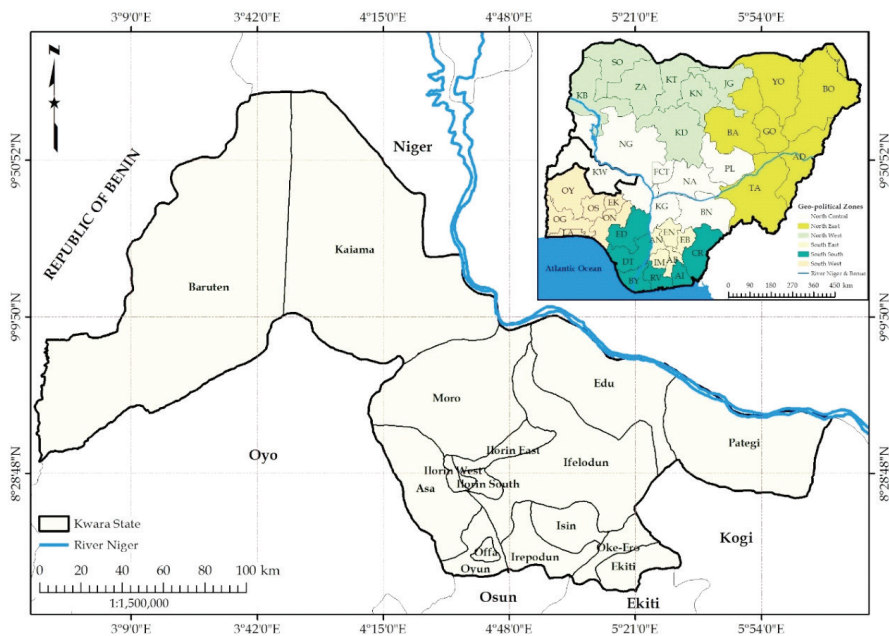 3°9'0"E 3°42'0"E 4°15'0"E 4°48'0"E 5°21'0"E 5°54'0"E
N
9°50'52"N
9°9'50"N
8°28'48"N
REPUBLIC OF BENIN
Niger
Kaiama
Baruten
Moro
Edu
Pategi
Oyo
Ilorin East
Ilorin West
Ilorin South
Ifelodun
Asa
Isin
Offa
Oyun
Irepodun
Oke-Ero
Ekiti
Kogi
Osun
Ekiti
Kwara State
River Niger
0 20 40 60 80 100 km
1:1,500,000
SO
KB
ZA
KT
KN
JG
YO
BO
KD
BA
GO
NG
AD
PL
KW
FCT
NA
TA
OY
KG
BN
OS
EK
OG
ON
LA
ED
EN
AN
EB
CR
DT
IM
AB
BY
RV
AI
Atlantic Ocean
Geo-political Zones
North Central
North East
North West
South East
South South
South West
River Niger & Benue
0 90 180 270 360 450 km
9°50'52"N
9°9'50"N
8°28'48"N
3°9'0"E 3°42'0"E 4°15'0"E 4°48'0"E 5°21'0"E 5°54'0"E